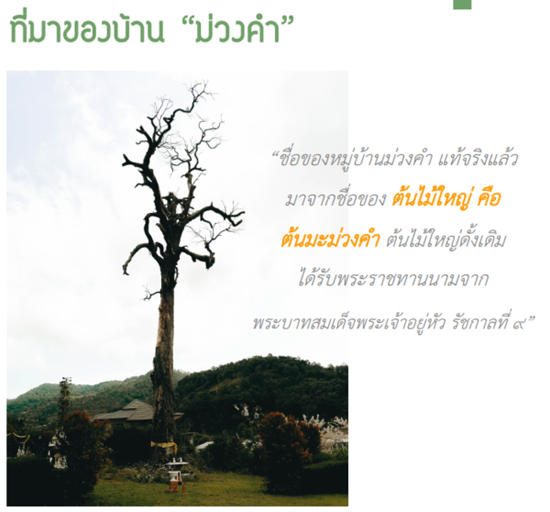 ที่มาของบ้าน “ม่วงคำ”
“ชื่อของหมู่บ้านม่วงคำ แท้จริงแล้ว
มาจากชื่อของ ต้นไม้ใหญ่ คือ
ต้นมะม่วงคำ ต้นไม้ใหญ่ดั้งเดิม
ได้รับพระราชทานนามจาก
พระบาทสมเด็จพระเจ้าอยู่หัว รัชกาลที่ ๙”